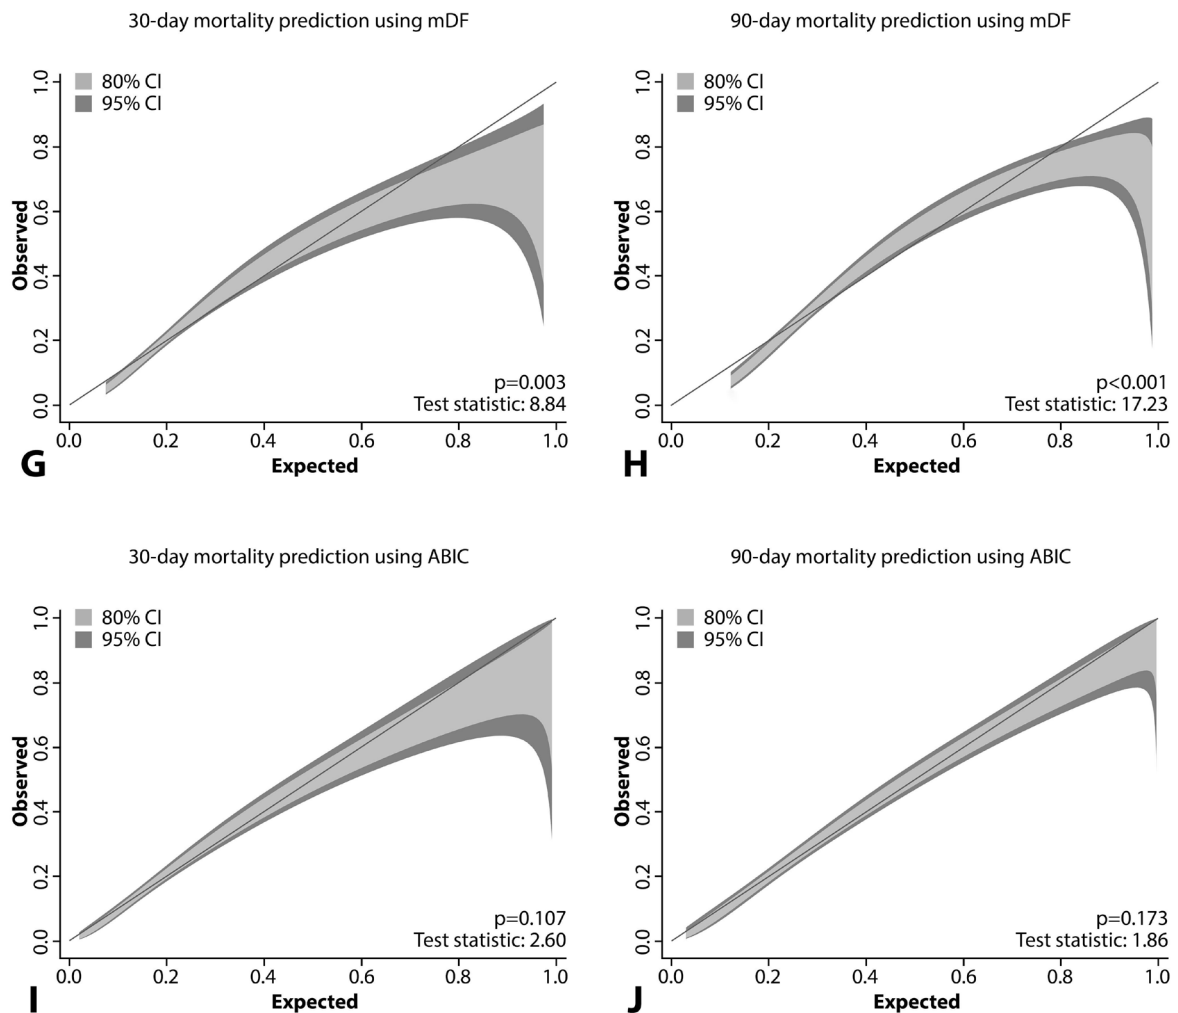 30-day mortality prediction using mDF
80% CI
95% CI
1.0
0.8
0.6
0.4
0.2
0.0
Observed
p=0.003
Test statistic: 8.84
0.0 0.2 0.4 0.6 0.8 1.0
Expected
G
90-day mortality prediction using mDF
80% CI
95% CI
1.0
0.8
0.6
0.4
0.2
0.0
Observed
p<0.001
Test statistic: 17.23
0.0 0.2 0.4 0.6 0.8 1.0
Expected
H
30-day mortality prediction using ABIC
80% CI
95% CI
1.0
0.8
0.6
0.4
0.2
0.0
Observed
p=0.107
Test statistic: 2.60
0.0 0.2 0.4 0.6 0.8 1.0
Expected
I
90-day mortality prediction using ABIC
80% CI
95% CI
1.0
0.8
0.6
0.4
0.2
0.0
Observed
p=0.173
Test statistic: 1.86
0.0 0.2 0.4 0.6 0.8 1.0
Expected
J